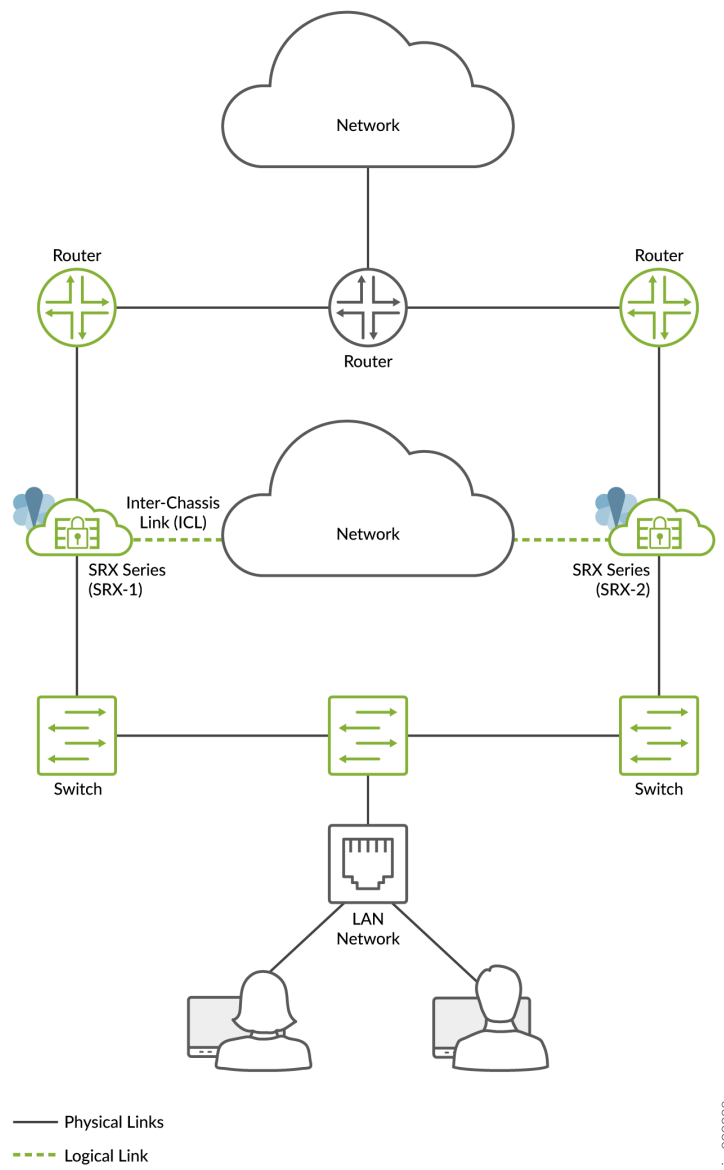 Network
Router
Router
Router
Inter-Chassis
Link (ICL)
Network
SRX Series
(SRX-1)
SRX Series
(SRX-2)
Switch
Switch
LAN
Network
Physical Links
Logical Link